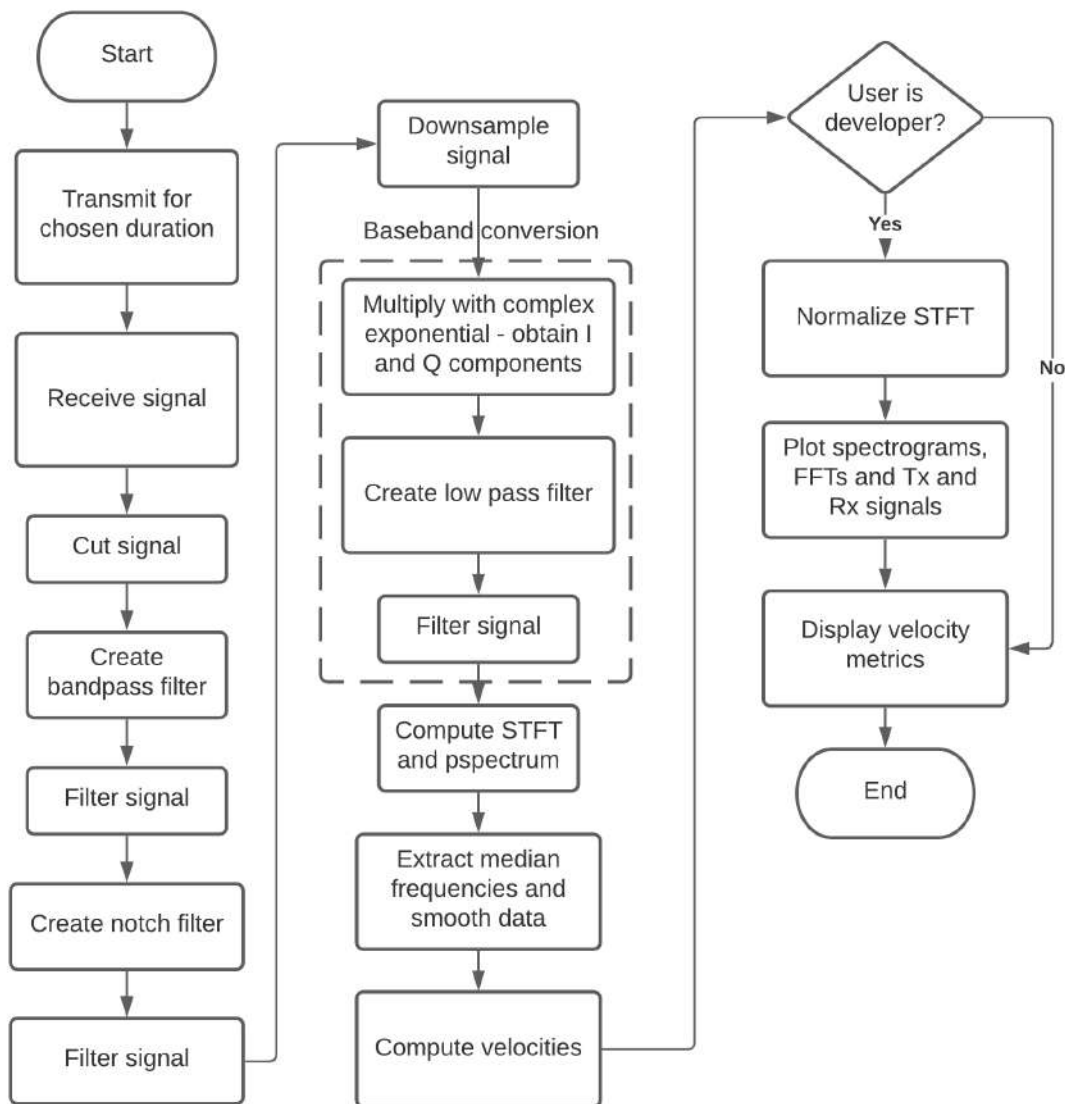 Start
Transmit for
chosen duration
Receive signal
Cut signal
Create
bandpass filter
Filter signal
Create notch filter
Filter signal
Downsample
signal
Baseband conversion
Multiply with complex
exponential - obtain I
and Q components
Create low pass filter
Filter signal
Compute STFT
and pspectrum
Extract median
frequencies and
smooth data
Compute velocities
User is
developer?
Yes
No
Normalize STFT
Plot spectrograms,
FFTs and Tx and
Rx signals
Display velocity
metrics
End